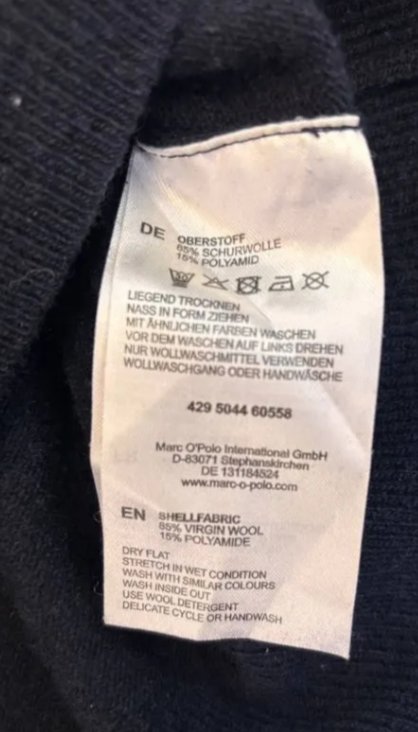 DE OBERSTOFF
85% SCHURWOLLE
15% POLYAMID
LIEGEND TROCKNEN
NASS IN FORM ZIEHEN
MIT ÄHNLICHEN FARBEN WASCHEN
VOR DEM WASCHEN AUF LINKS DREHEN
NUR WOLLWASCHMITTEL VERWENDEN
WOLLWASCHGANG ODER HANDWÄSCHE
429 5044 60558
Marc O'Polo International GmbH
D-83071 Stephanskirchen
DE 131184524
www.marc-o-polo.com
EN SHELLFABRIC
85% VIRGIN WOOL
15% POLYAMIDE
DRY FLAT
STRETCH IN WET CONDITION
WASH WITH SIMILAR COLOURS
WASH INSIDE OUT
USE WOOL DETERGENT
DELICATE CYCLE OR HANDWASH